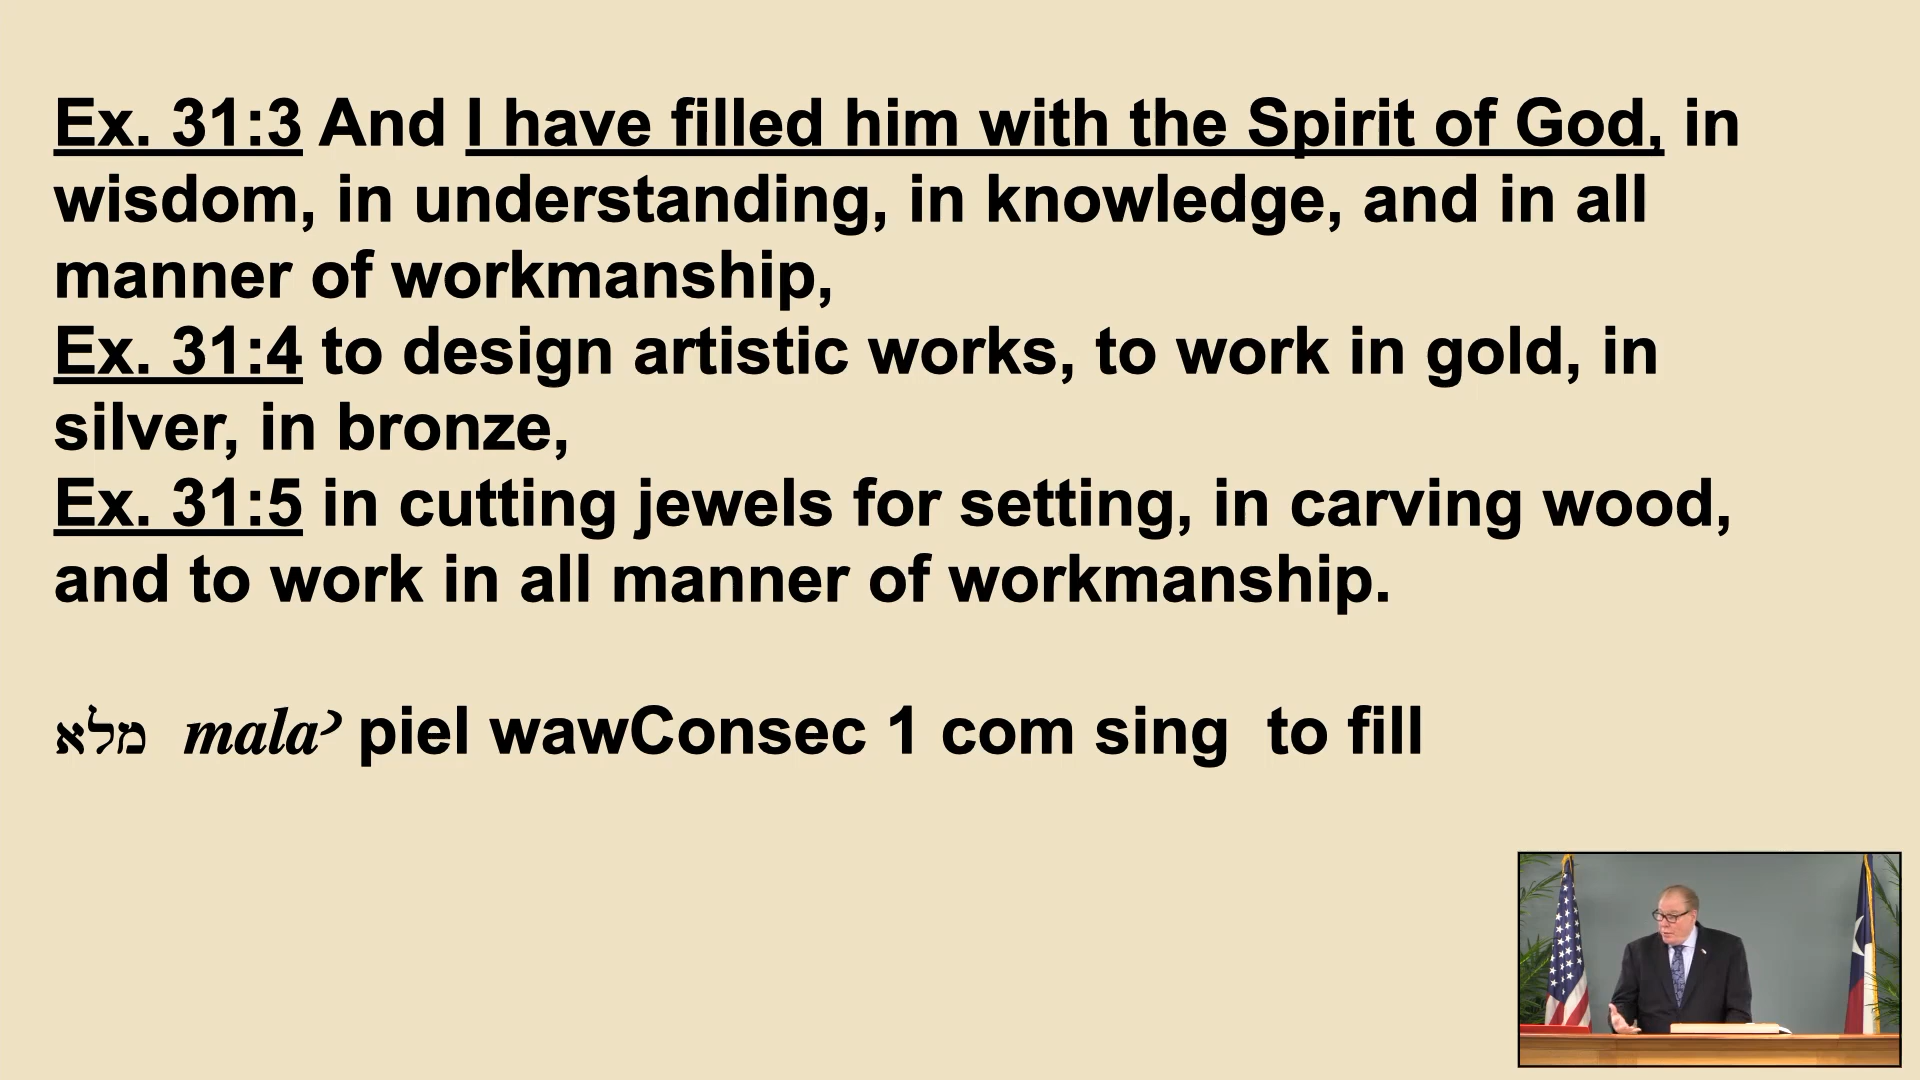 Ex. 31:3 And I have filled him with the Spirit of God, in
wisdom, in understanding, in knowledge, and in all
manner of workmanship,
Ex. 31:4 to design artistic works, to work in gold, in
silver, in bronze,
Ex. 31:5 in cutting jewels for setting, in carving wood,
and to work in all manner of workmanship.
מלא malaʾ piel wawConsec 1 com sing to fill